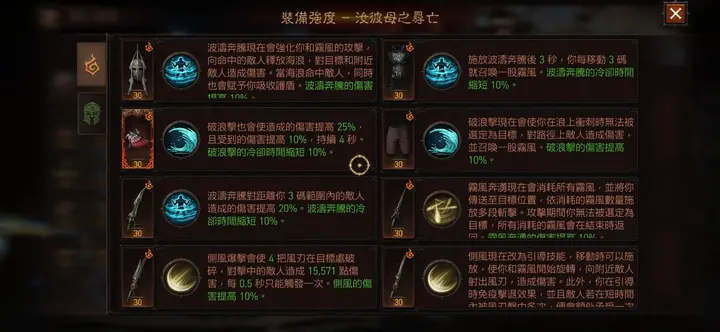 裝備強度 – 汝彼母之尋亡
波濤奔騰現在會強化你和霧風的攻擊，
向命中的敵人釋放海浪，對目標和附近
敵人造成傷害。當海浪命中敵人，同時
也會賦予你吸收護盾。波濤奔騰的傷害
提高 10%。
30
施放波濤奔騰後 3 秒，你每移動 3 碼
就召喚一股霧風。波濤奔騰的冷卻時間
縮短 10%。
30
破浪擊也會使造成的傷害提高 25%，
且受到的傷害提高 10%，持續 4 秒。
破浪擊的冷卻時間縮短 10%。
30
破浪擊現在會使你在浪上衝刺時無法被
選定為目標，對路徑上敵人造成傷害，
並召喚一股霧風。破浪擊的傷害提高
10%。
30
波濤奔騰對距離你 3 碼範圍內的敵人
造成的傷害提高 20%。波濤奔騰的冷
卻時間縮短 10%。
30
霧風奔湧現在會消耗所有霧風，並將你
傳送至目標位置，依消耗的霧風數量施
放多段斬擊。攻擊期間你無法被選定為
目標，所有消耗的霧風會在結束時返
回。霧風奔湧的傷害提高 10%。
30
側風爆擊會使 4 把風刃在目標處破
碎，對擊中的敵人造成 15,571 點傷
害，每 0.5 秒只能觸發一次。側風的傷
害提高 10%。
30
側風現在改為引導技能，移動時可以施
放，使你和霧風開始旋轉，向附近敵人
射出風刃，造成傷害。此外，你在引導
時免疫擊退效果，並且敵人若在短時間
30